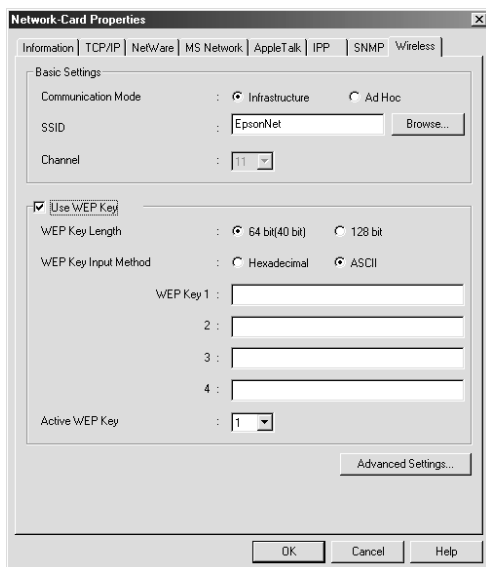 Network-Card Properties
Information TCP/IP NetWare MS Network AppleTalk IPP SNMP Wireless
Basic Settings
Communication Mode : Infrastructure Ad Hoc
SSID : EpsonNet Browse...
Channel : 11
Use WEP Key
WEP Key Length : 64 bit(40 bit) 128 bit
WEP Key Input Method : Hexadecimal ASCII
WEP Key 1 :
2 :
3 :
4 :
Active WEP Key : 1
Advanced Settings...
OK Cancel Help